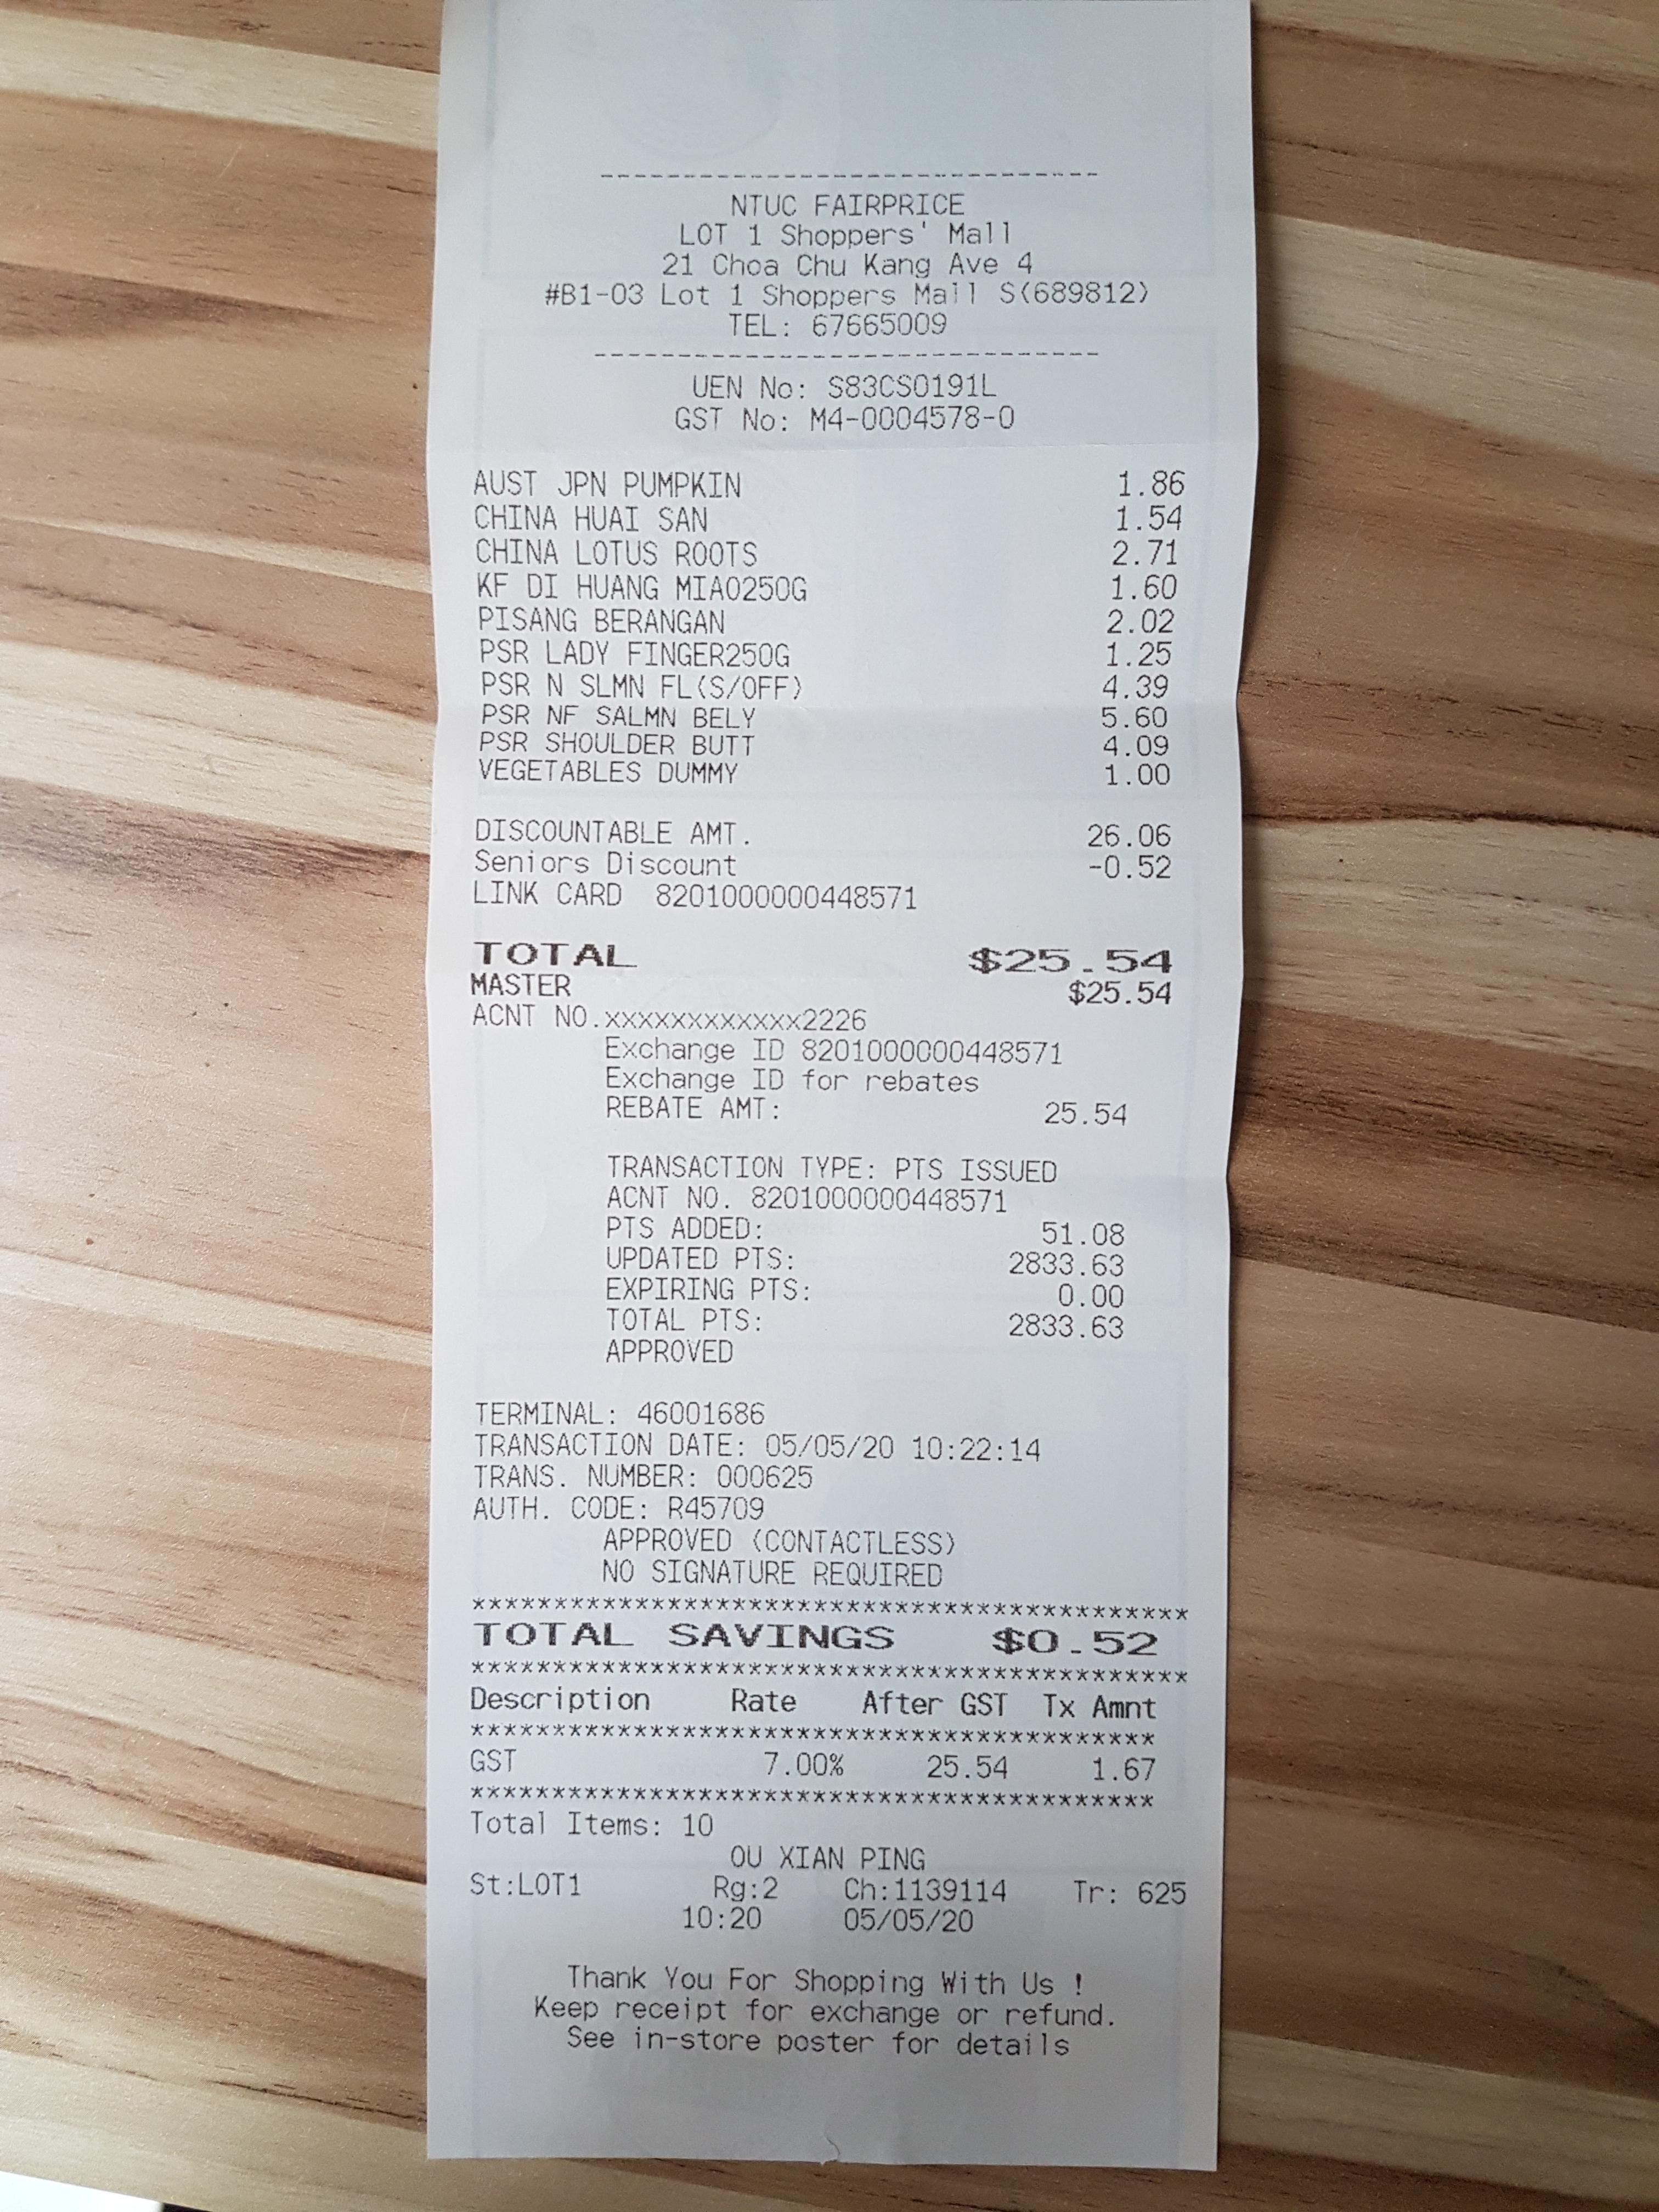 ------------------------------
NTUC FAIRPRICE
LOT 1 Shoppers' Mall
21 Choa Chu Kang Ave 4
#B1-03 Lot 1 Shoppers Mall S(689812)
TEL: 67665009
------------------------------
UEN No: S83CS0191L
GST No: M4-0004578-0
AUST JPN PUMPKIN 1.86
CHINA HUAI SAN 1.54
CHINA LOTUS ROOTS 2.71
KF DI HUANG MIAO250G 1.60
PISANG BERANGAN 2.02
PSR LADY FINGER250G 1.25
PSR N SLMN FL(S/OFF) 4.39
PSR NF SALMN BELY 5.60
PSR SHOULDER BUTT 4.09
VEGETABLES DUMMY 1.00
DISCOUNTABLE AMT. 26.06
Seniors Discount -0.52
LINK CARD 8201000000448571
TOTAL $25.54
MASTER $25.54
ACNT NO.xxxxxxxxxxxx2226
Exchange ID 8201000000448571
Exchange ID for rebates
REBATE AMT: 25.54
TRANSACTION TYPE: PTS ISSUED
ACNT NO. 8201000000448571
PTS ADDED: 51.08
UPDATED PTS: 2833.63
EXPIRING PTS: 0.00
TOTAL PTS: 2833.63
APPROVED
TERMINAL: 46001686
TRANSACTION DATE: 05/05/20 10:22:14
TRANS. NUMBER: 000625
AUTH. CODE: R45709
APPROVED (CONTACTLESS)
NO SIGNATURE REQUIRED
********************************************
TOTAL SAVINGS $0.52
********************************************
Description Rate After GST Tx Amnt
******************************************
GST 7.00% 25.54 1.67
******************************************
Total Items: 10
OU XIAN PING
St:LOT1 Rg:2 Ch:1139114 Tr: 625
10:20 05/05/20
Thank You For Shopping With Us !
Keep receipt for exchange or refund.
See in-store poster for details